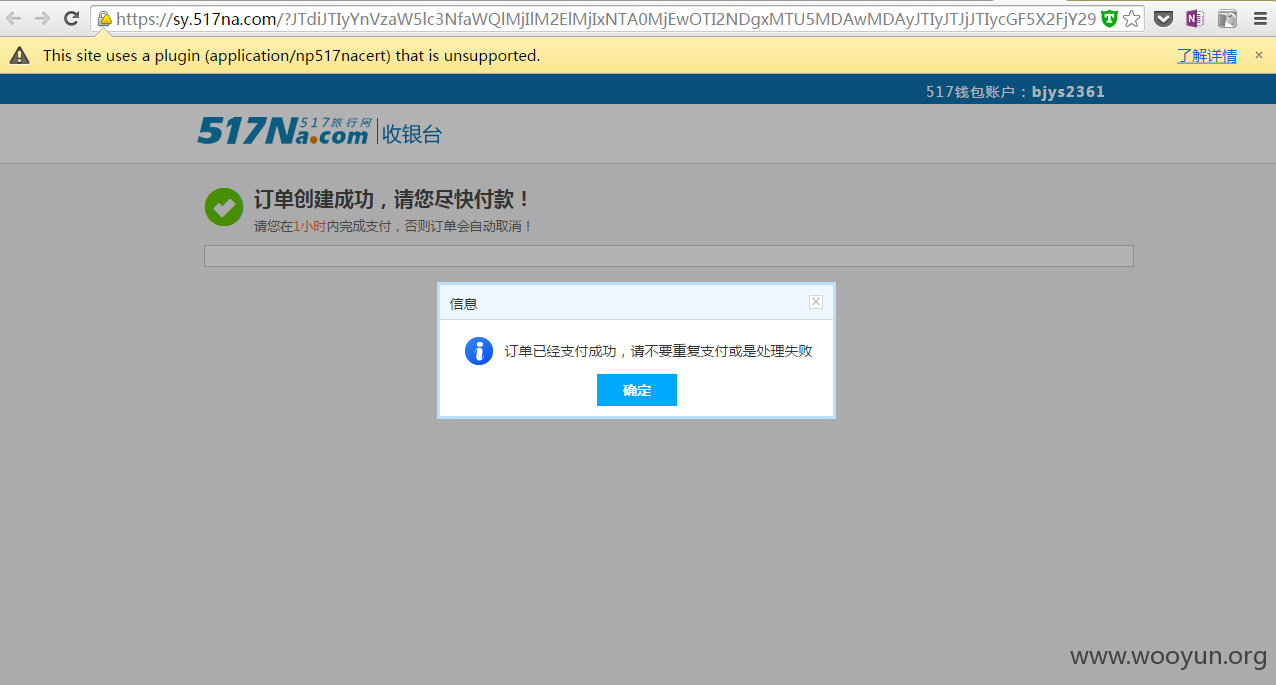 https://sy.517na.com/?JTdiJTIyYnVzaW5lc3NfaWQlMjIlM2ElMjIxNTA0MjEwOTI2NDgxMTU5MDAwMDAyJTIyJTJjJTIycGF5X2FjY29
This site uses a plugin (application/np517nacert) that is unsupported.
了解详情
517钱包账户：bjys2361
517Na.com 517旅行网 收银台
订单创建成功，请您尽快付款！
请您在1小时内完成支付，否则订单会自动取消！
信息
订单已经支付成功，请不要重复支付或是处理失败
确定
www.wooyun.org